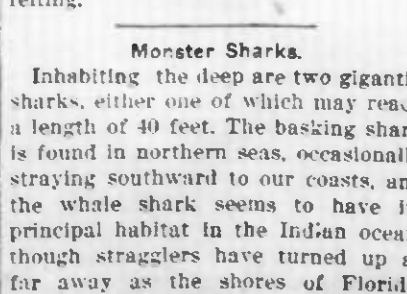 Monster Sharks.
Inhabiting the deep are two giganti
sharks, either one of which may reac
a length of 40 feet. The basking shar
is found in northern seas, occasionall
straying southward to our coasts, an
the whale shark seems to have i
principal habitat in the Indian ocea
though stragglers have turned up a
far away as the shores of Florid